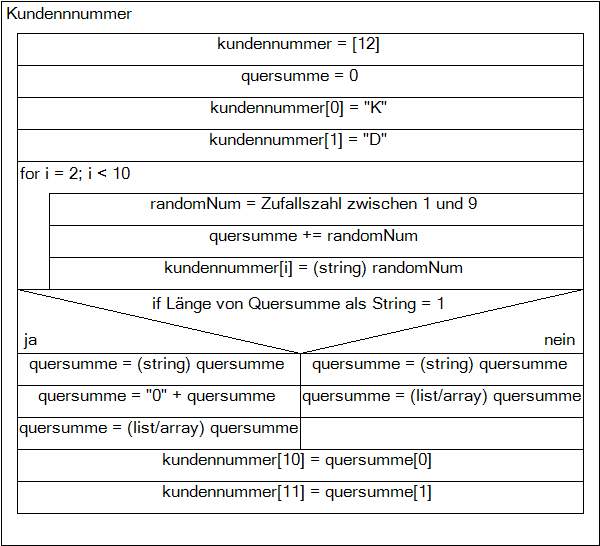 Kundennnummer
kundennummer = [12]
quersumme = 0
kundennummer[0] = "K"
kundennummer[1] = "D"
for i = 2; i < 10
randomNum = Zufallszahl zwischen 1 und 9
quersumme += randomNum
kundennummer[i] = (string) randomNum
if Länge von Quersumme als String = 1
ja
nein
quersumme = (string) quersumme
quersumme = (string) quersumme
quersumme = "0" + quersumme
quersumme = (list/array) quersumme
quersumme = (list/array) quersumme
kundennummer[10] = quersumme[0]
kundennummer[11] = quersumme[1]